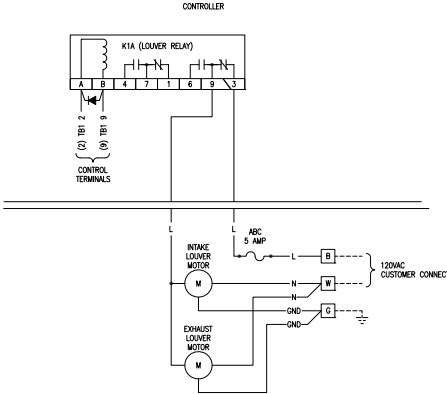 CONTROLLER
K1A (LOUVER RELAY)
A B 4 7 1 6 9 3
(2) TB1 2
(9) TB1 9
CONTROL
TERMINALS
L
L
ABC
5 AMP
L
B
INTAKE
LOUVER
MOTOR
M
N
W
120VAC
CUSTOMER CONNECT
N
GND
G
GND
EXHAUST
LOUVER
MOTOR
M